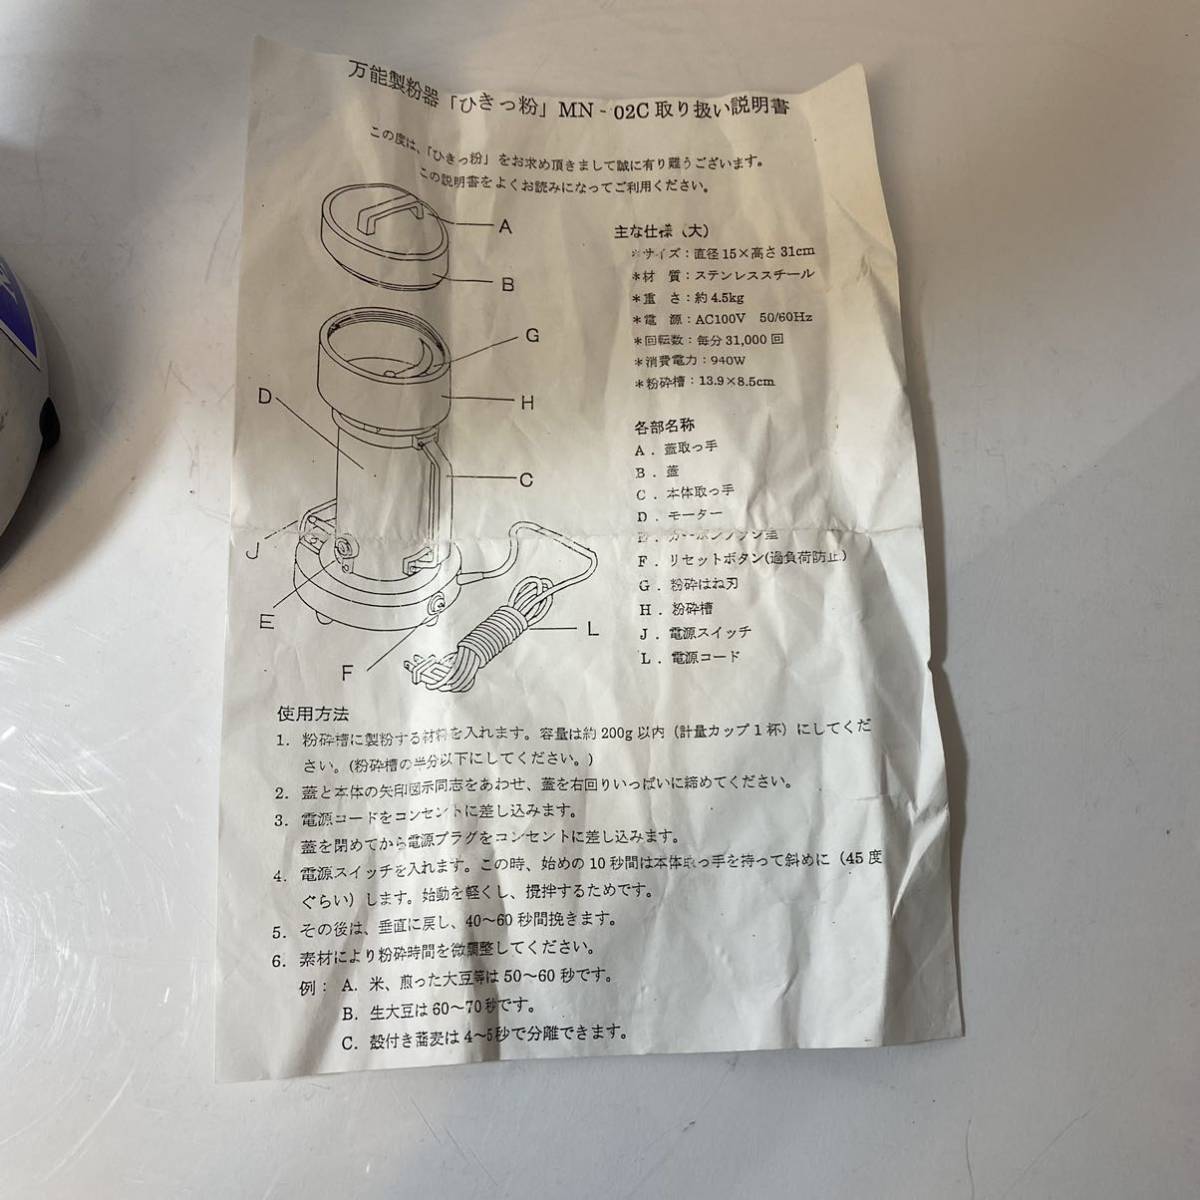 万能製粉器「ひきっ粉」MN - 02C 取り扱い説明書
この度は、「ひきっ粉」をお求め頂きまして誠に有り難うございます。
この説明書をよくお読みになってご利用ください。
A
B
G
H
D
C
J
E
F
L
主な仕様（大）
＊サイズ：直径15×高さ31cm
＊材　質：ステンレススチール
＊重　さ：約4.5kg
＊電　源：AC100V　50/60Hz
＊回転数：毎分31,000回
＊消費電力：940W
＊粉砕槽：13.9×8.5cm
各部名称
A．蓋取っ手
B．蓋
C．本体取っ手
D．モーター
E．カーボンブラシ蓋
F．リセットボタン(過負荷防止)
G．粉砕はね刃
H．粉砕槽
J．電源スイッチ
L．電源コード
使用方法
1．粉砕槽に製粉する材料を入れます。容量は約200g以内（計量カップ1杯）にしてくだ
さい。(粉砕槽の半分以下にしてください。)
2．蓋と本体の矢印図示同志をあわせ、蓋を右回りいっぱいに締めてください。
3．電源コードをコンセントに差し込みます。
蓋を閉めてから電源プラグをコンセントに差し込みます。
4．電源スイッチを入れます。この時、始めの10秒間は本体取っ手を持って斜めに（45度
ぐらい）します。始動を軽くし、撹拌するためです。
5．その後は、垂直に戻し、40～60秒間挽きます。
6．素材により粉砕時間を微調整してください。
例：A．米、煎った大豆等は50～60秒です。
B．生大豆は60～70秒です。
C．殻付き蕎麦は4～5秒で分離できます。